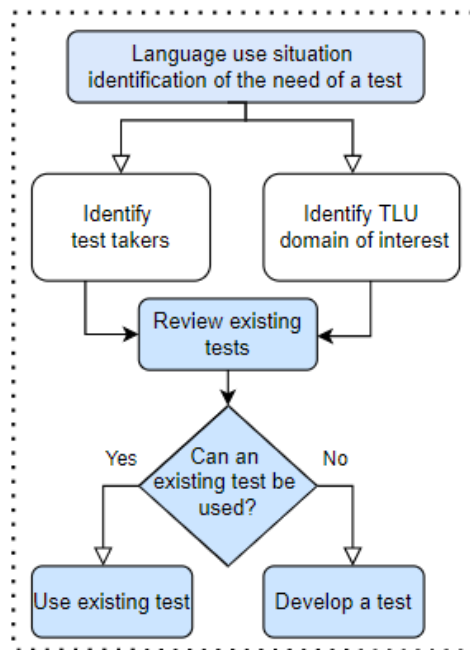 Language use situation
identification of the need of a test
Identify
test takers
Identify TLU
domain of interest
Review existing
tests
Can an
existing test be
used?
Yes
No
Use existing test
Develop a test